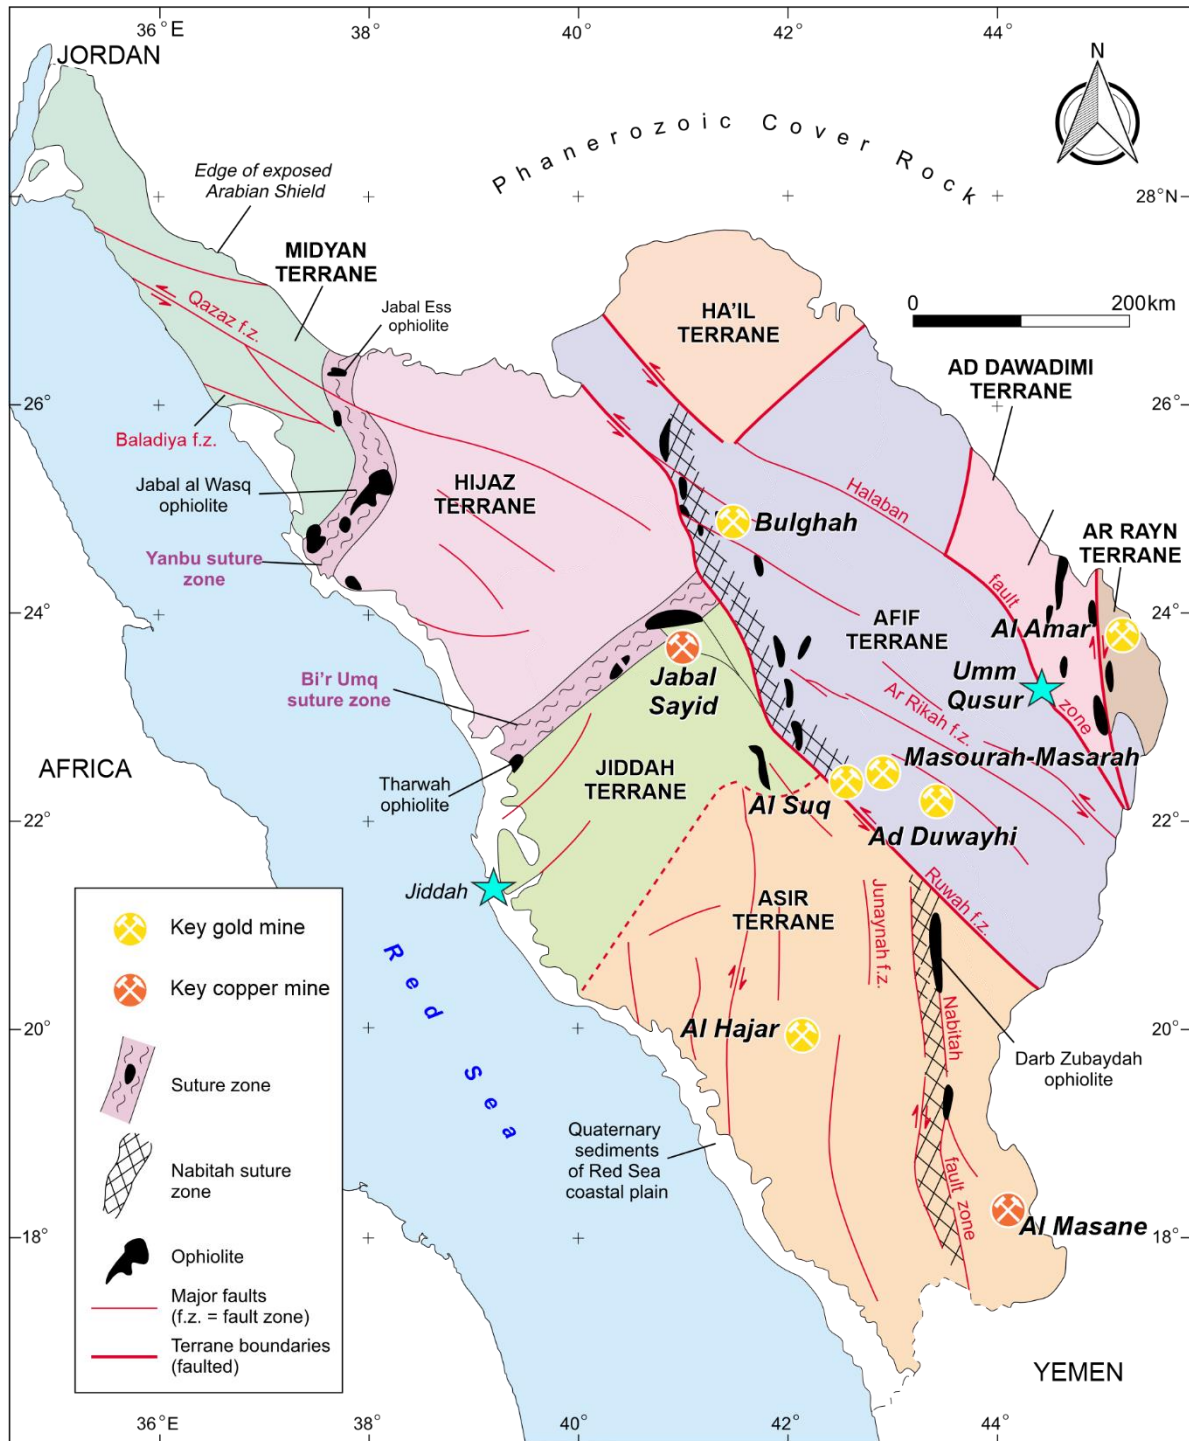 36°E
38°
40°
42°
44°
JORDAN
N
Phanerozoic Cover Rock
Edge of exposed
Arabian Shield
28°N
MIDYAN
TERRANE
Qazaz f.z.
Jabal Ess
ophiolite
HA'IL
TERRANE
0
200km
AD DAWADIMI
TERRANE
26°
26°
Baladiya f.z.
Jabal al Wasq
ophiolite
HIJAZ
TERRANE
Halaban
fault
zone
Bulghah
AR RAYN
TERRANE
Yanbu suture
zone
24°
24°
AFIF
TERRANE
Al Amar
Umm
Qusur
Jabal
Sayid
Bi'r Umq
suture zone
Ar Rikah f.z.
Masourah-Masarah
AFRICA
Tharwah
ophiolite
JIDDAH
TERRANE
Al Suq
Ad Duwayhi
22°
22°
Jiddah
ASIR
TERRANE
Junaynah f.z.
Ruwah f.z.
Red Sea
Al Hajar
Nabitah
fault zone
20°
20°
Darb Zubaydah
ophiolite
Quaternary
sediments
of Red Sea
coastal plain
Al Masane
18°
18°
YEMEN
Key gold mine
Key copper mine
Suture zone
Nabitah suture
zone
Ophiolite
Major faults
(f.z. = fault zone)
Terrane boundaries
(faulted)
36°E
38°
40°
42°
44°